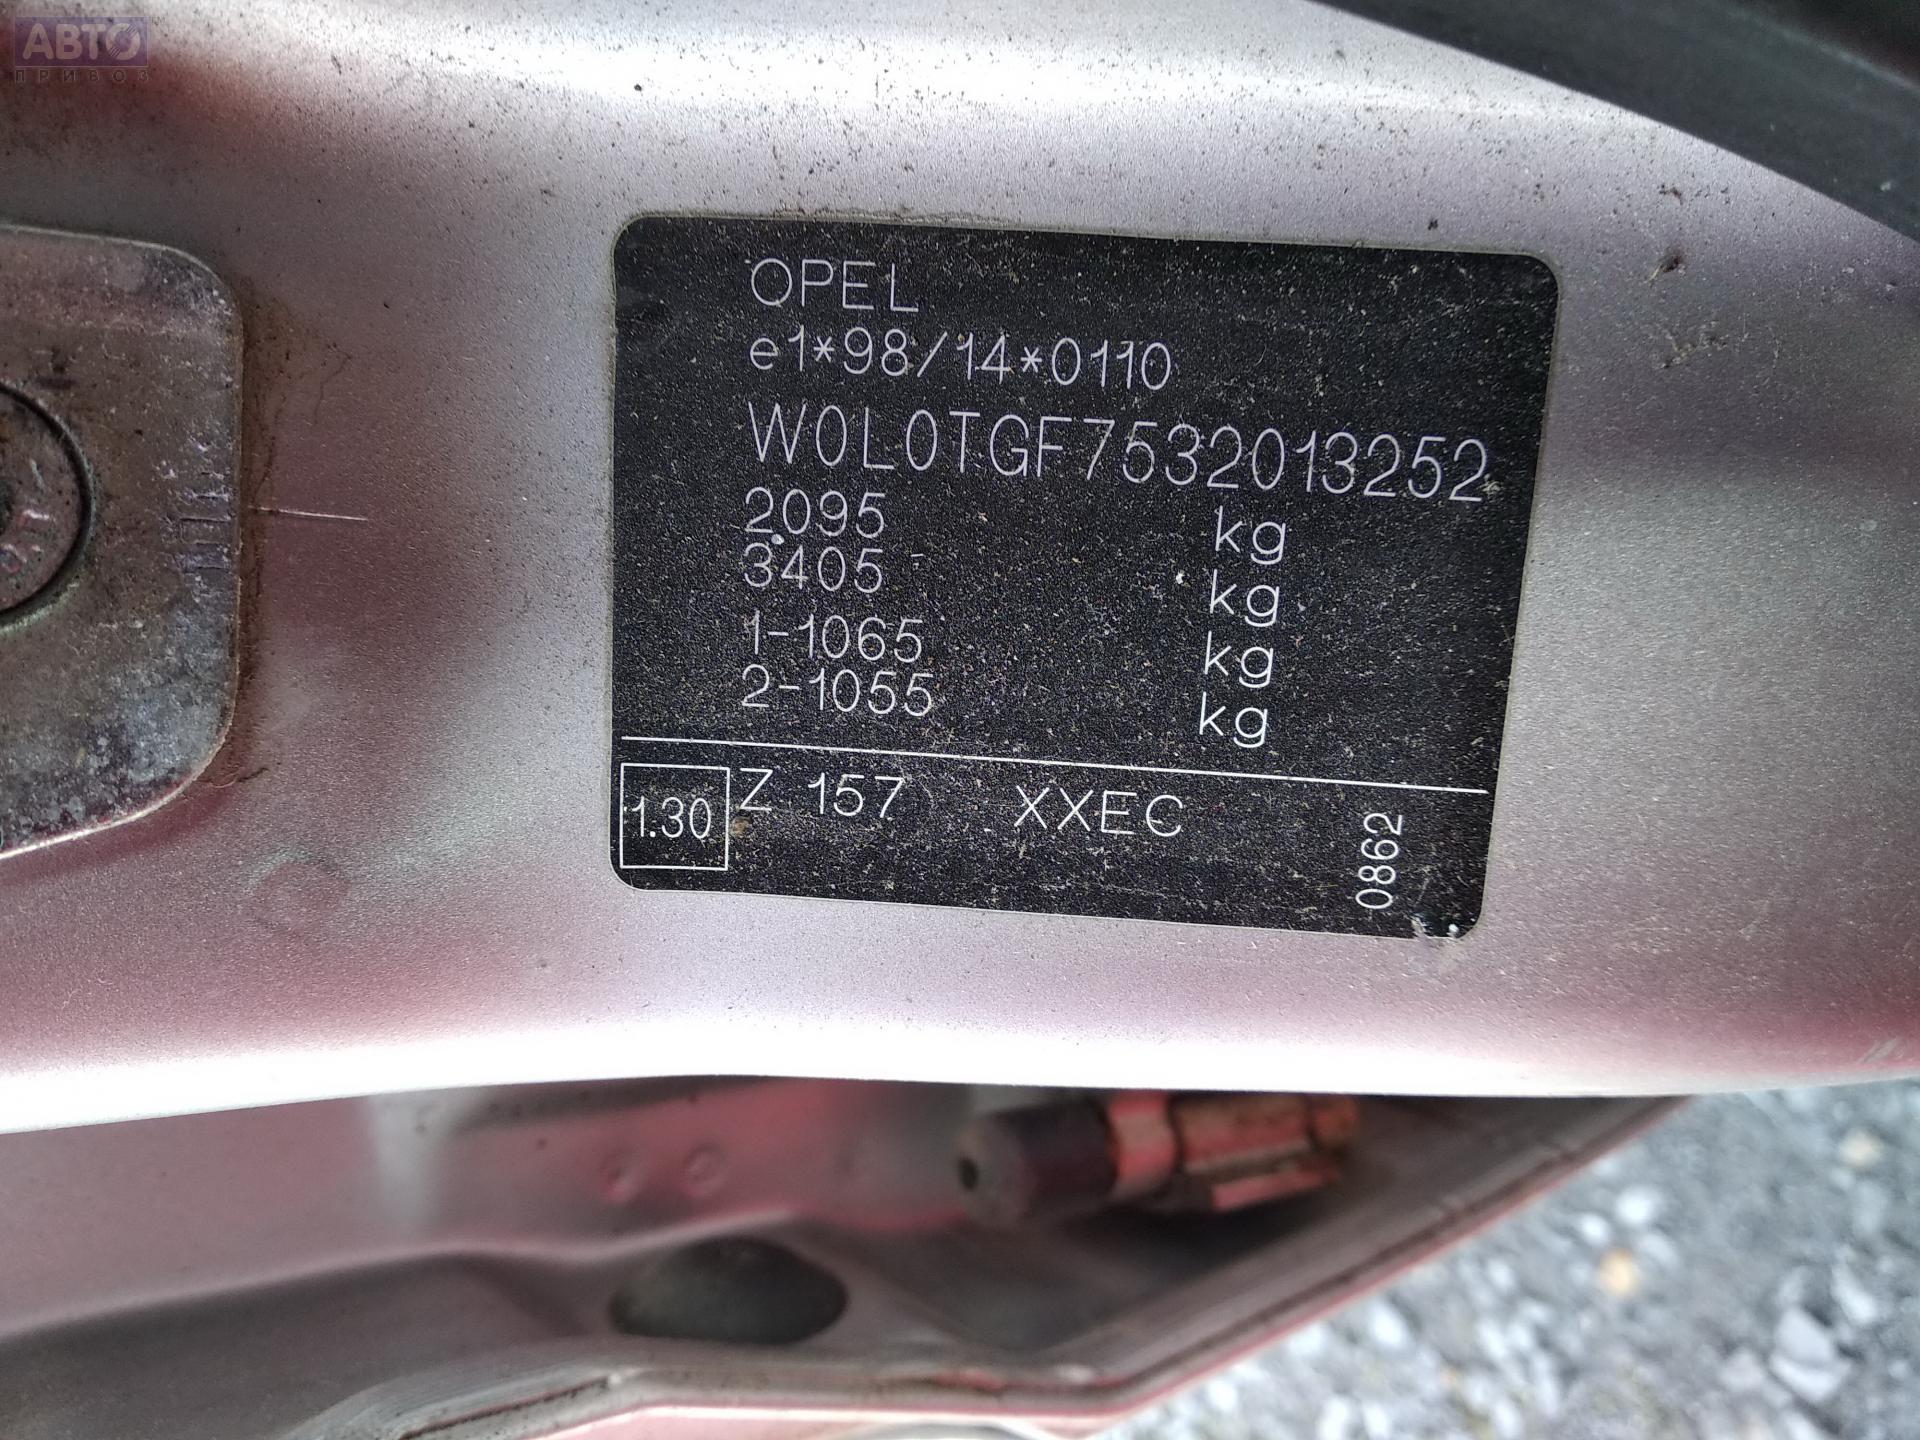 АВТО
ПРИВОЗ
OPEL
e1*98/14*0110
W0L0TGF7532013252
2095 kg
3405 kg
1-1065 kg
2-1055 kg
1.30 Z 157 XXEC
0862